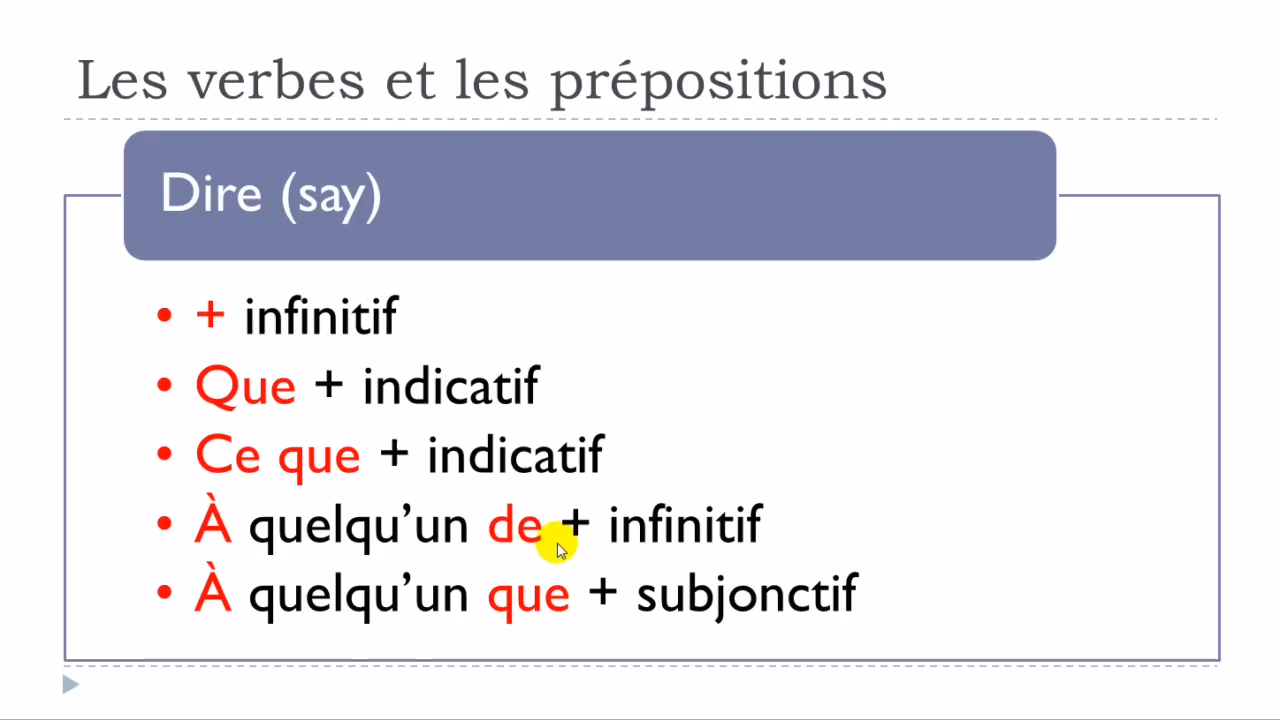 Les verbes et les prépositions
Dire (say)
• + infinitif
• Que + indicatif
• Ce que + indicatif
• À quelqu’un de + infinitif
• À quelqu’un que + subjonctif